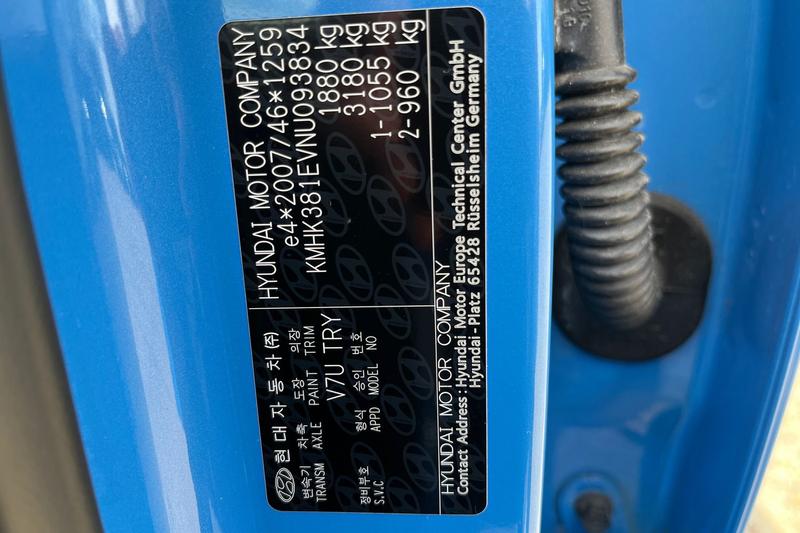 HYUNDAI MOTOR COMPANY
e4*2007/46*1259
KMHK381EVNU093834
1880 kg
3180 kg
1- 1055 kg
2- 960 kg
현대자동차(주)
변속기 차축 도장 의장
TRANSM AXLE PAINT TRIM
V7U TRY
형식 승인 번호
APPD MODEL NO
정비부호
S.V.C
HYUNDAI MOTOR COMPANY
Contact Address : Hyundai Motor Europe Technical Center GmbH
Hyundai-Platz 65428 Rüsselsheim Germany